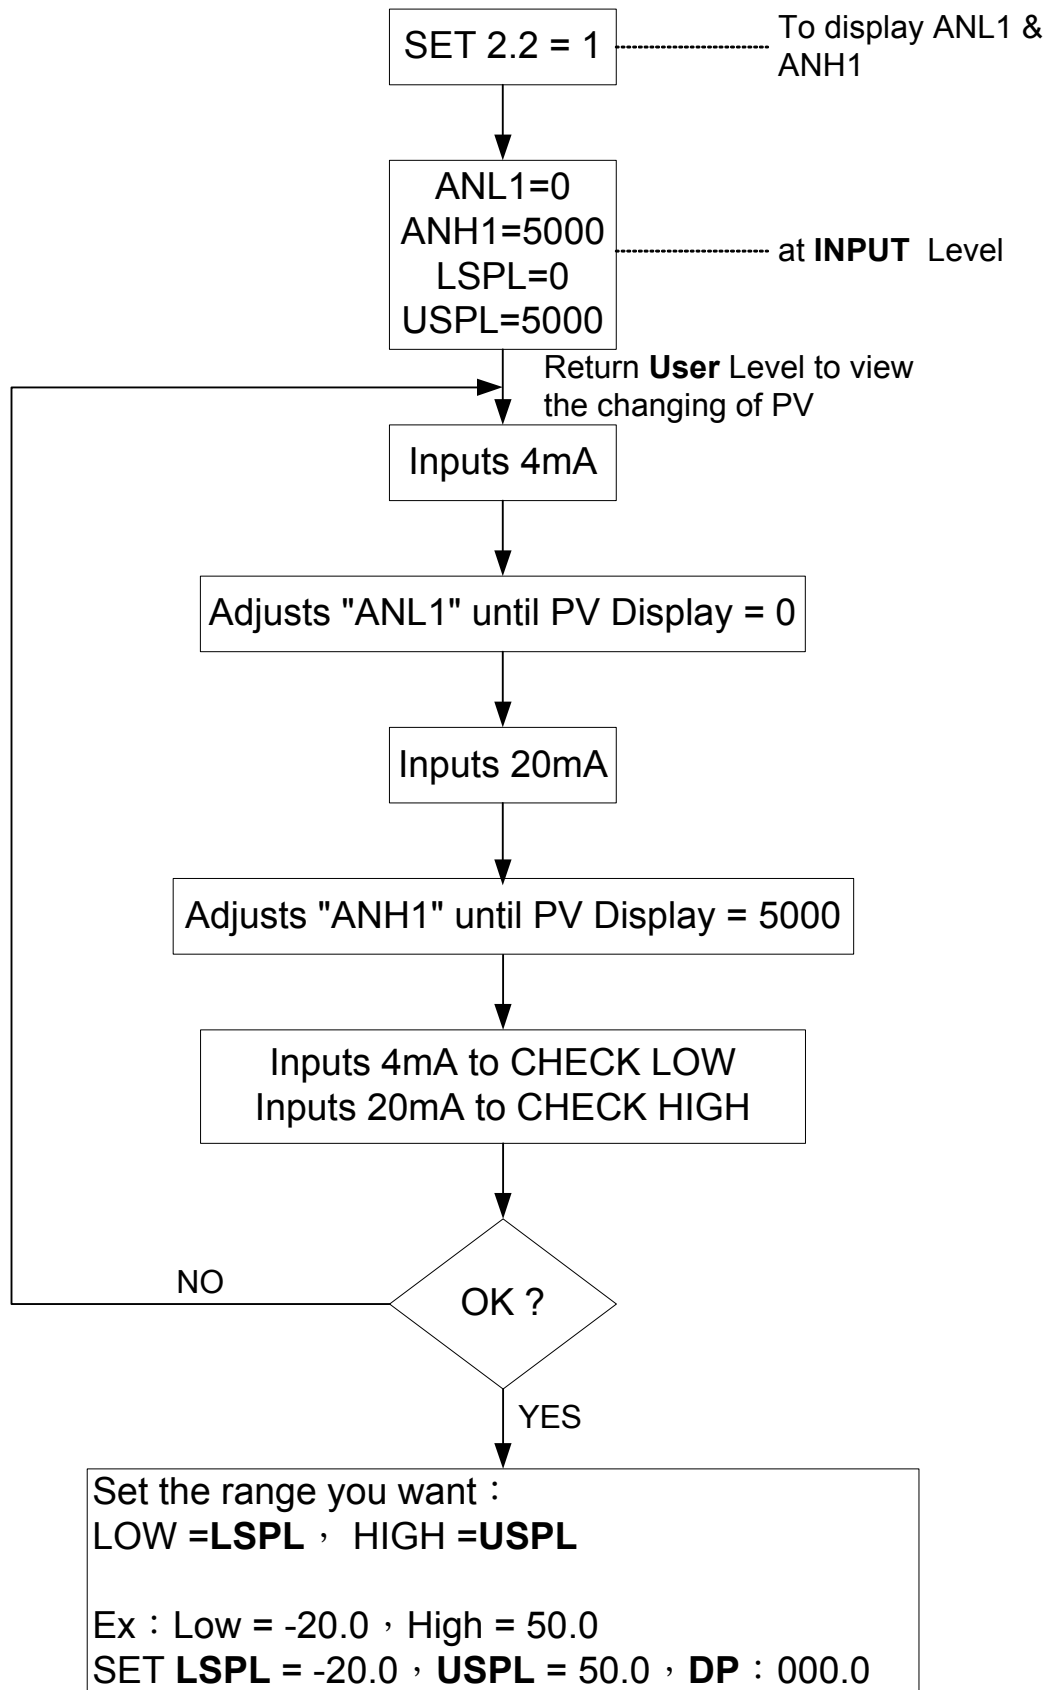 SET 2.2 = 1
To display ANL1 &
ANH1
ANL1=0
ANH1=5000
LSPL=0
USPL=5000
at INPUT Level
Return User Level to view
the changing of PV
Inputs 4mA
Adjusts "ANL1" until PV Display = 0
Inputs 20mA
Adjusts "ANH1" until PV Display = 5000
Inputs 4mA to CHECK LOW
Inputs 20mA to CHECK HIGH
OK ?
NO
YES
Set the range you want：
LOW =LSPL， HIGH =USPL
Ex：Low = -20.0，High = 50.0
SET LSPL = -20.0，USPL = 50.0，DP：000.0